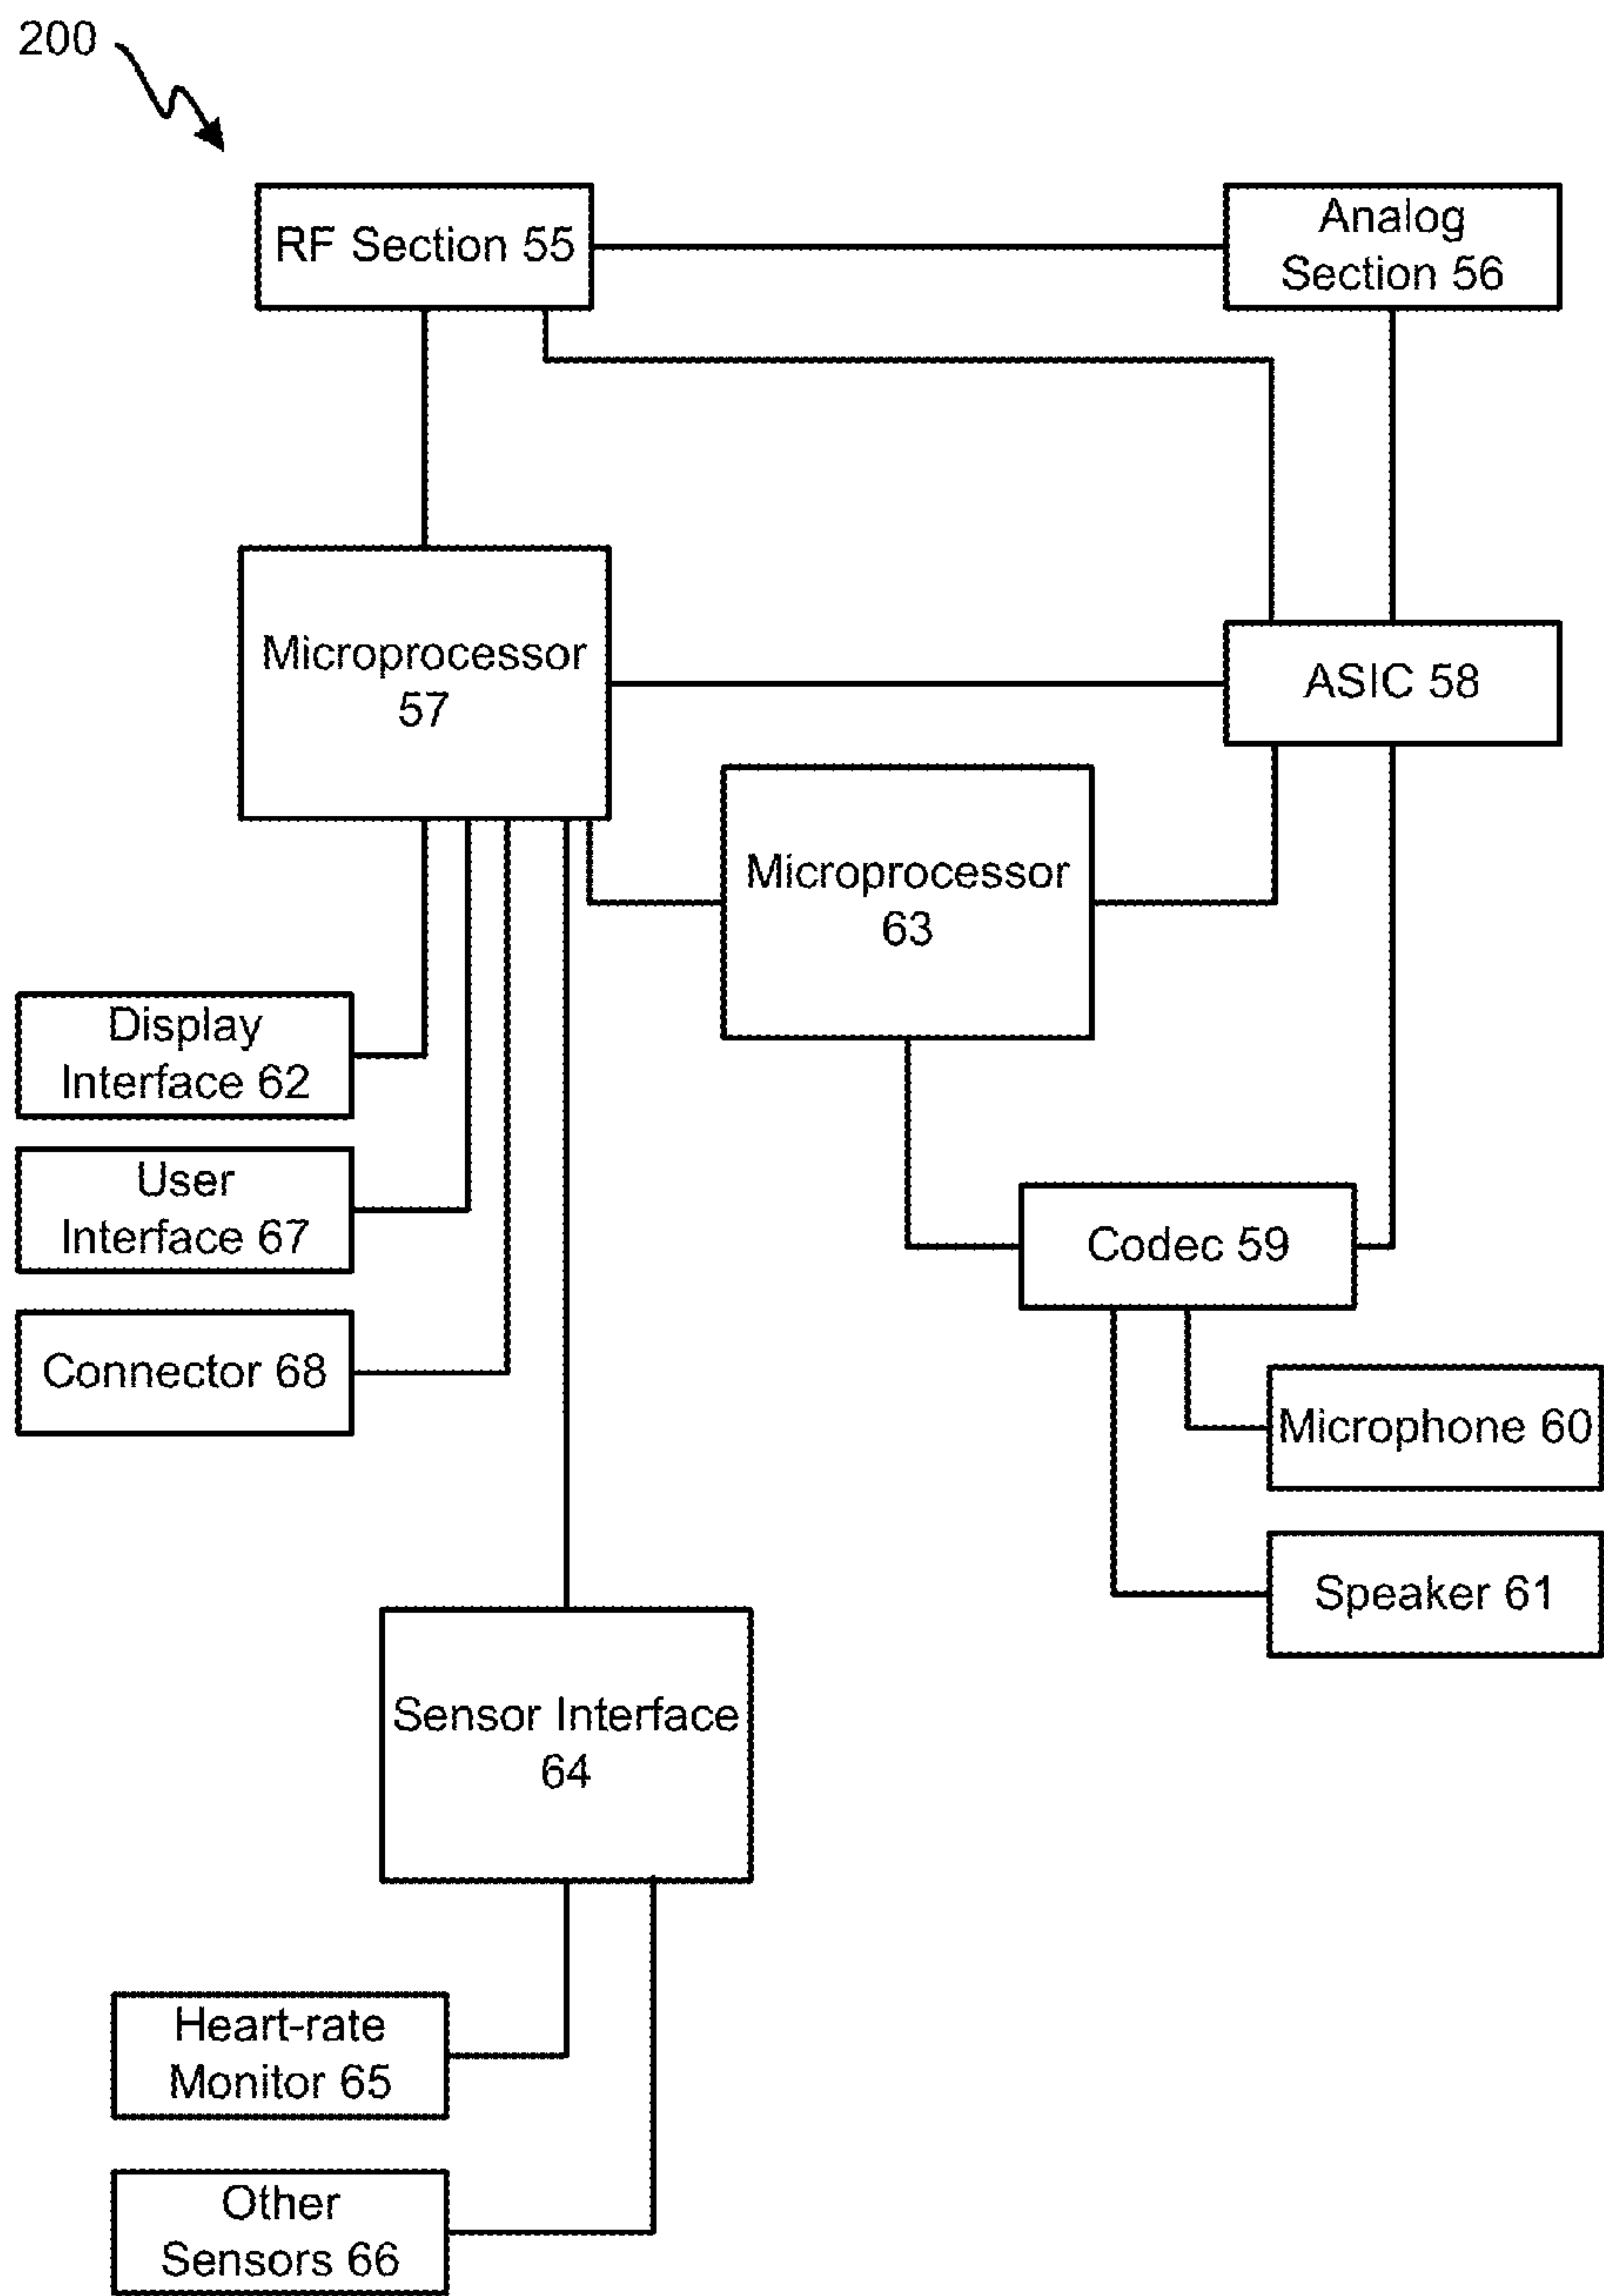 200
RF Section 55
Analog
Section 56
Microprocessor
57
ASIC 58
Microprocessor
63
Display
Interface 62
User
Interface 67
Codec 59
Connector 68
Microphone 60
Speaker 61
Sensor Interface
64
Heart-rate
Monitor 65
Other
Sensors 66